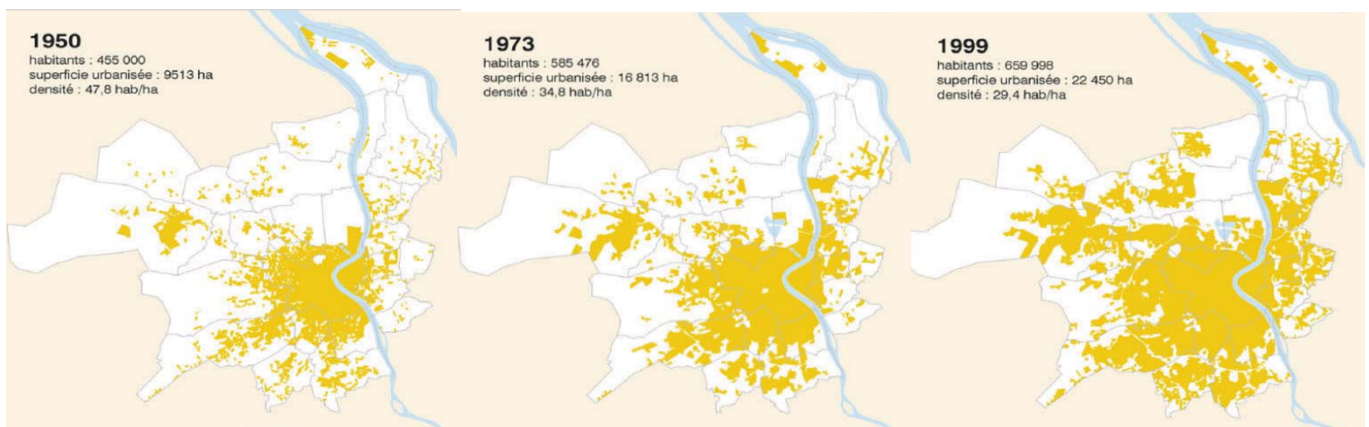 1950
habitants : 455 000
superficie urbanisée : 9513 ha
densité : 47,8 hab/ha
1973
habitants : 585 476
superficie urbanisée : 16 813 ha
densité : 34,8 hab/ha
1999
habitants : 659 998
superficie urbanisée : 22 450 ha
densité : 29,4 hab/ha